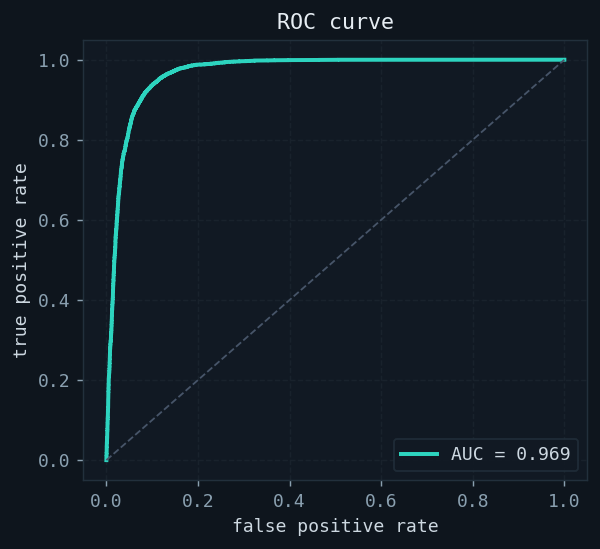 ROC curve
true positive rate
1.0
0.8
0.6
0.4
0.2
0.0
AUC = 0.969
0.0 0.2 0.4 0.6 0.8 1.0
false positive rate